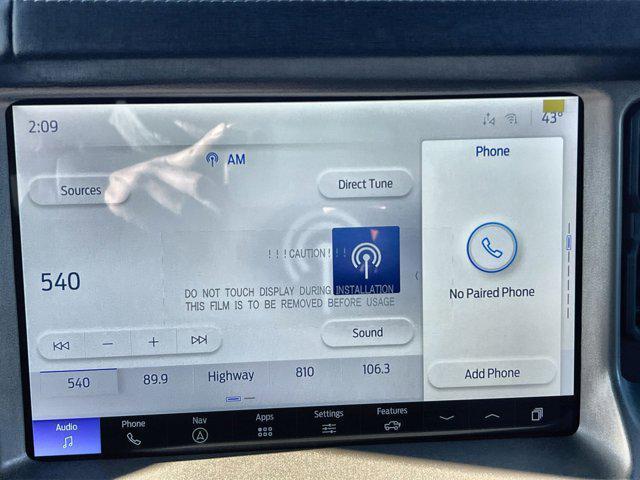 2:09
43°
AM
Phone
Sources
Direct Tune
! ! ! CAUTION ! ! !
540
DO NOT TOUCH DISPLAY DURING INSTALLATION
THIS FILM IS TO BE REMOVED BEFORE USAGE
No Paired Phone
Sound
540
89.9
Highway
810
106.3
Add Phone
Audio
Phone
Nav
Apps
Settings
Features